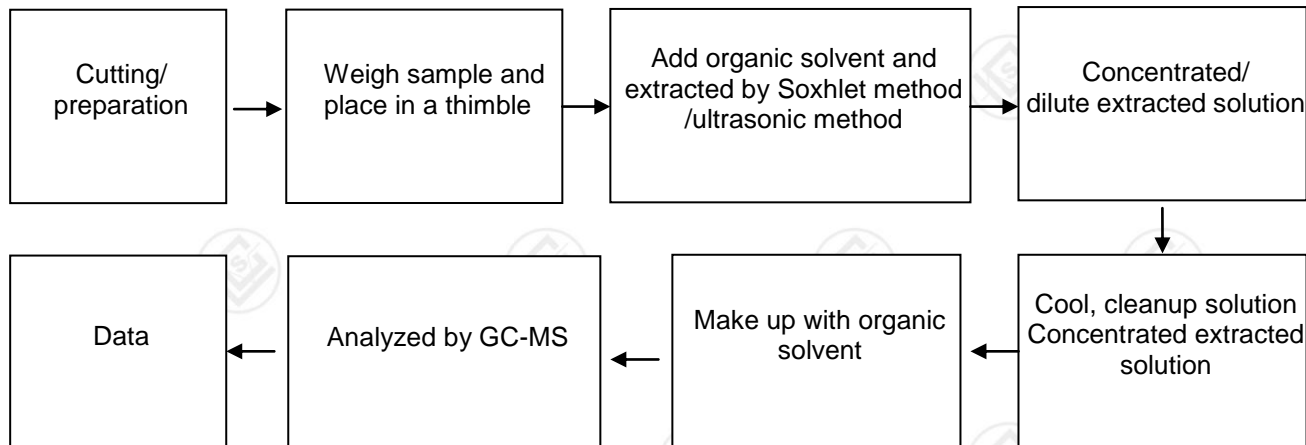 Cutting/
preparation
Weigh sample and
place in a thimble
Add organic solvent and
extracted by Soxhlet method
/ultrasonic method
Concentrated/
dilute extracted solution
Cool, cleanup solution
Concentrated extracted
solution
Make up with organic
solvent
Analyzed by GC-MS
Data